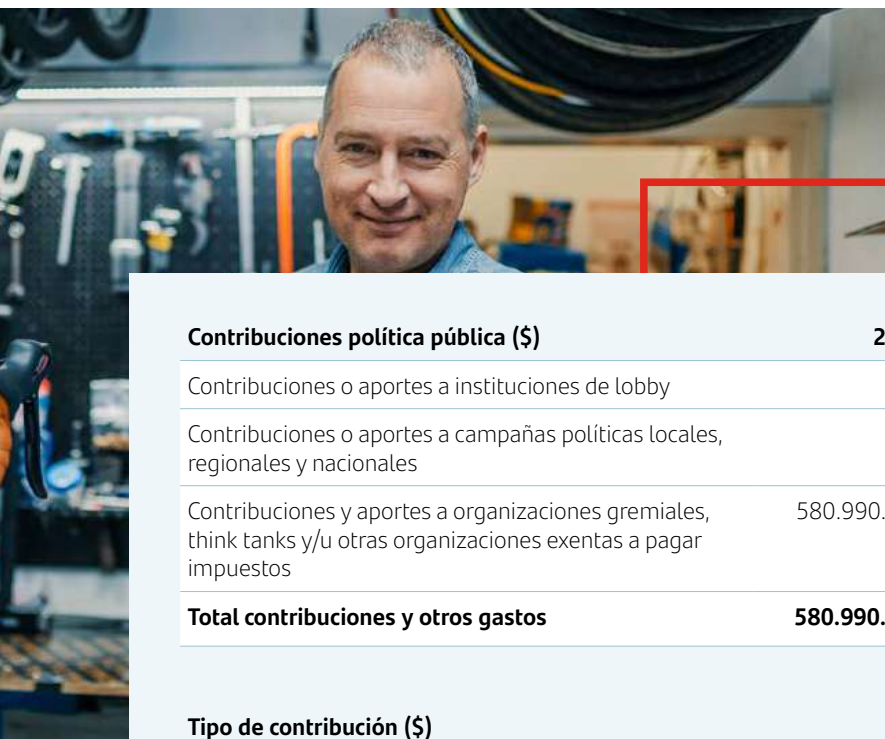 Contribuciones política pública ($) 2
Contribuciones o aportes a instituciones de lobby
Contribuciones o aportes a campañas políticas locales,
regionales y nacionales
Contribuciones y aportes a organizaciones gremiales, 580.990.
think tanks y/u otras organizaciones exentas a pagar
impuestos
Total contribuciones y otros gastos 580.990.
Tipo de contribución ($)